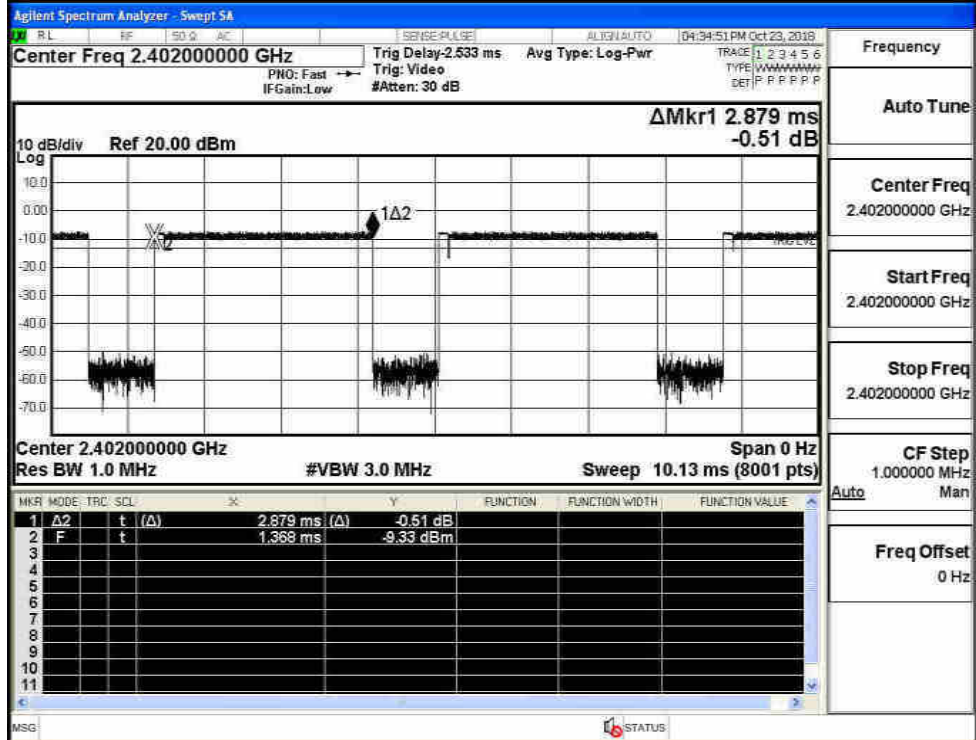 Agilent Spectrum Analyzer - Swept SA
RL RF 50 Ω AC SENSE:PULSE ALIGNAUTO 04:34:51 PM Oct 23, 2018
Center Freq 2.402000000 GHz
PNO: Fast
IFGain:Low
Trig Delay-2.533 ms
Trig: Video
#Atten: 30 dB
Avg Type: Log-Pwr
TRACE 1 2 3 4 5 6
TYPE
DET P P P P P P
ΔMkr1 2.879 ms
-0.51 dB
10 dB/div Ref 20.00 dBm
Log
10.0
0.00
-10.0
-20.0
-30.0
-40.0
-50.0
-60.0
-70.0
1Δ2
2
TRIG LVL
Center 2.402000000 GHz Span 0 Hz
Res BW 1.0 MHz #VBW 3.0 MHz Sweep 10.13 ms (8001 pts)
MKR MODE TRC SCL X Y FUNCTION FUNCTION WIDTH FUNCTION VALUE
1 Δ2 t (Δ) 2.879 ms (Δ) -0.51 dB
2 F t 1.368 ms -9.33 dBm
3
4
5
6
7
8
9
10
11
MSG STATUS
Frequency
Auto Tune
Center Freq
2.402000000 GHz
Start Freq
2.402000000 GHz
Stop Freq
2.402000000 GHz
CF Step
1.000000 MHz
Auto Man
Freq Offset
0 Hz